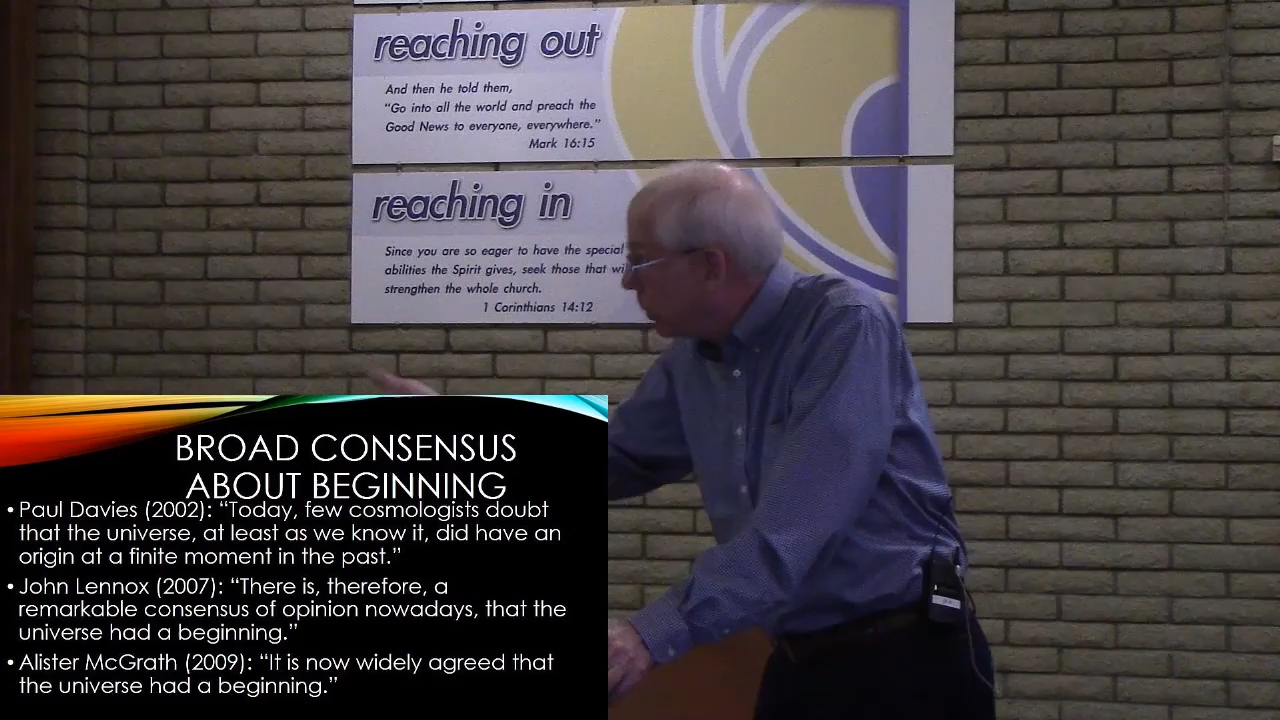 reaching out
And then he told them,
“Go into all the world and preach the
Good News to everyone, everywhere.”
Mark 16:15
reaching in
Since you are so eager to have the special
abilities the Spirit gives, seek those that
strengthen the whole church.
1 Corinthians 14:12
BROAD CONSENSUS
ABOUT BEGINNING
• Paul Davies (2002): “Today, few cosmologists doubt
that the universe, at least as we know it, did have an
origin at a finite moment in the past.”
• John Lennox (2007): “There is, therefore, a
remarkable consensus of opinion nowadays, that the
universe had a beginning.”
• Alister McGrath (2009): “It is now widely agreed that
the universe had a beginning.”